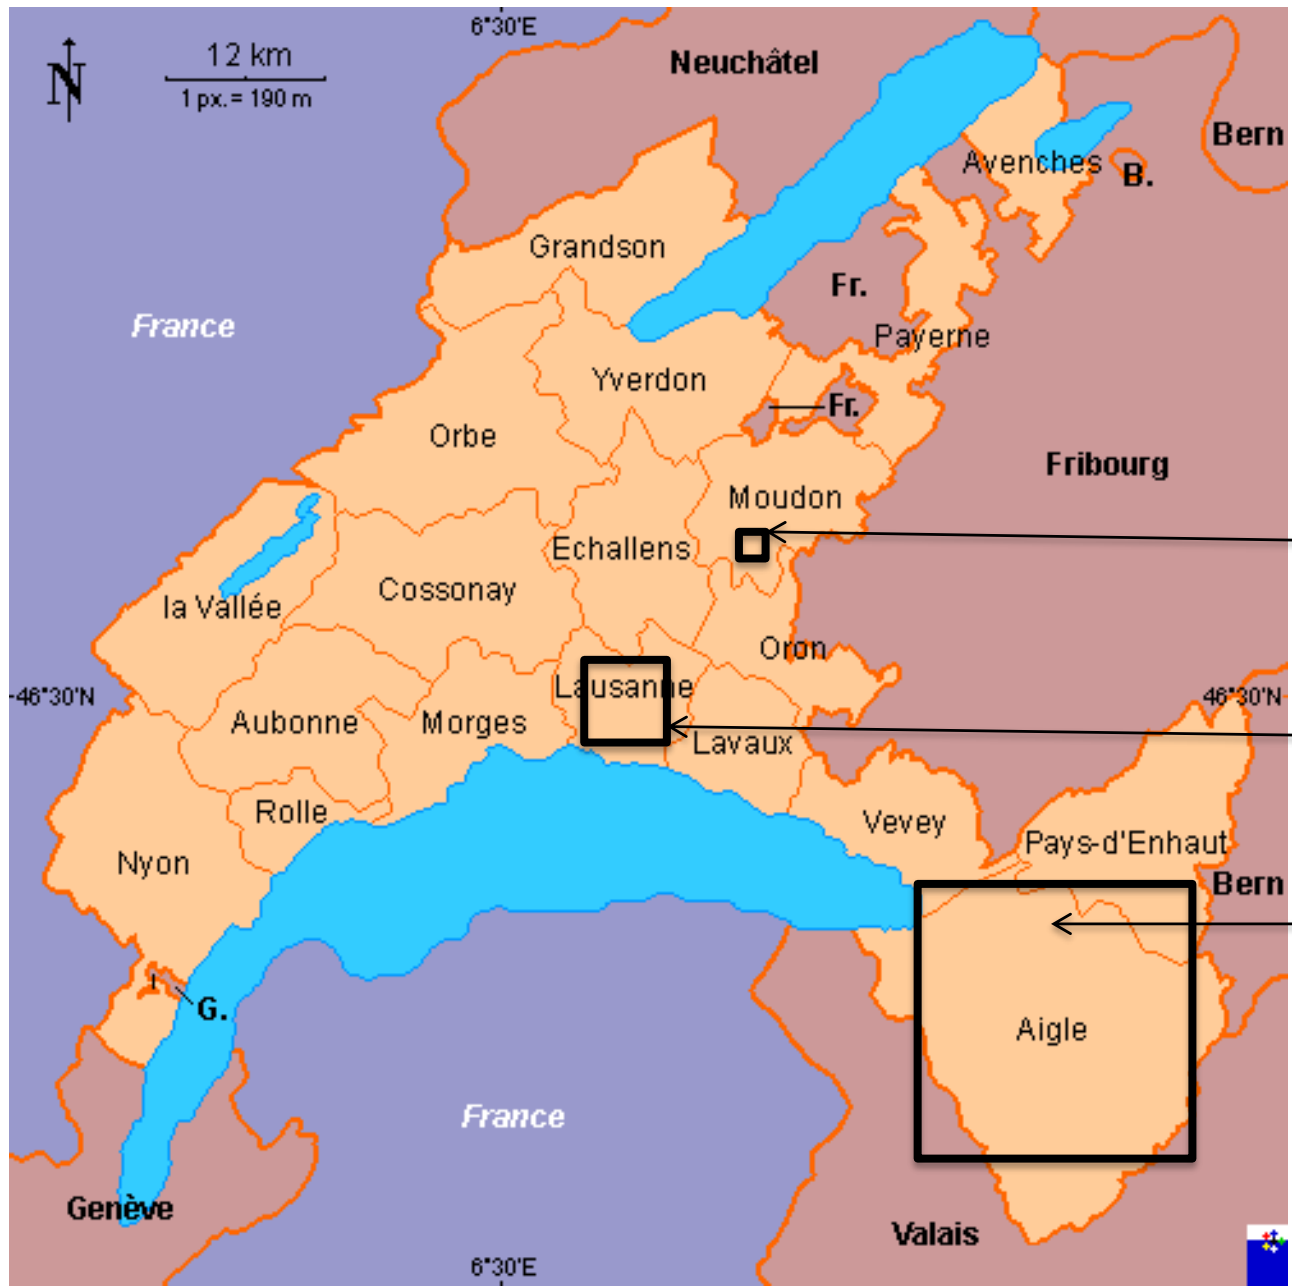 6°30'E
N
12 km
1 px. = 190 m
Neuchâtel
Bern
Avenches
B.
Grandson
Fr.
France
Payerne
Yverdon
Fr.
Orbe
Fribourg
Moudon
Echallens
Cossonay
la Vallée
Oron
Lausanne
46°30'N
46°30'N
Aubonne
Morges
Lavaux
Rolle
Vevey
Pays-d'Enhaut
Nyon
Bern
G.
Aigle
France
Genève
Valais
6°30'E